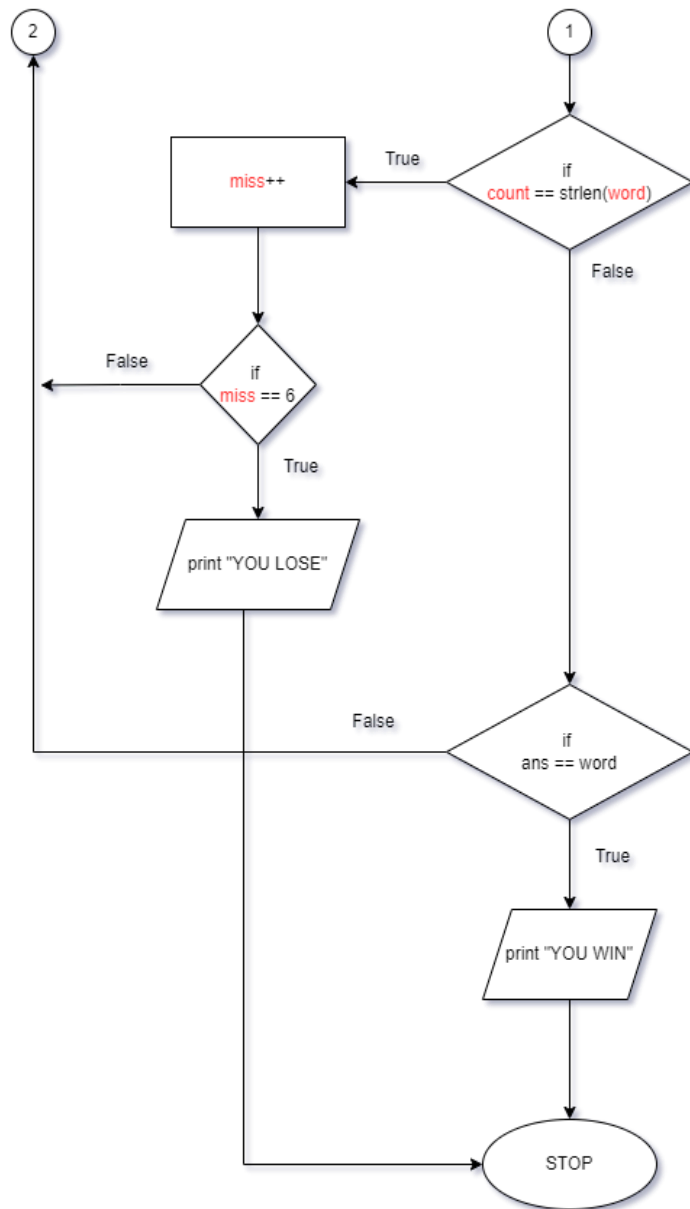 2
1
if
count == strlen(word)
True
miss++
False
False
if
miss == 6
True
print "YOU LOSE"
False
if
ans == word
True
print "YOU WIN"
STOP